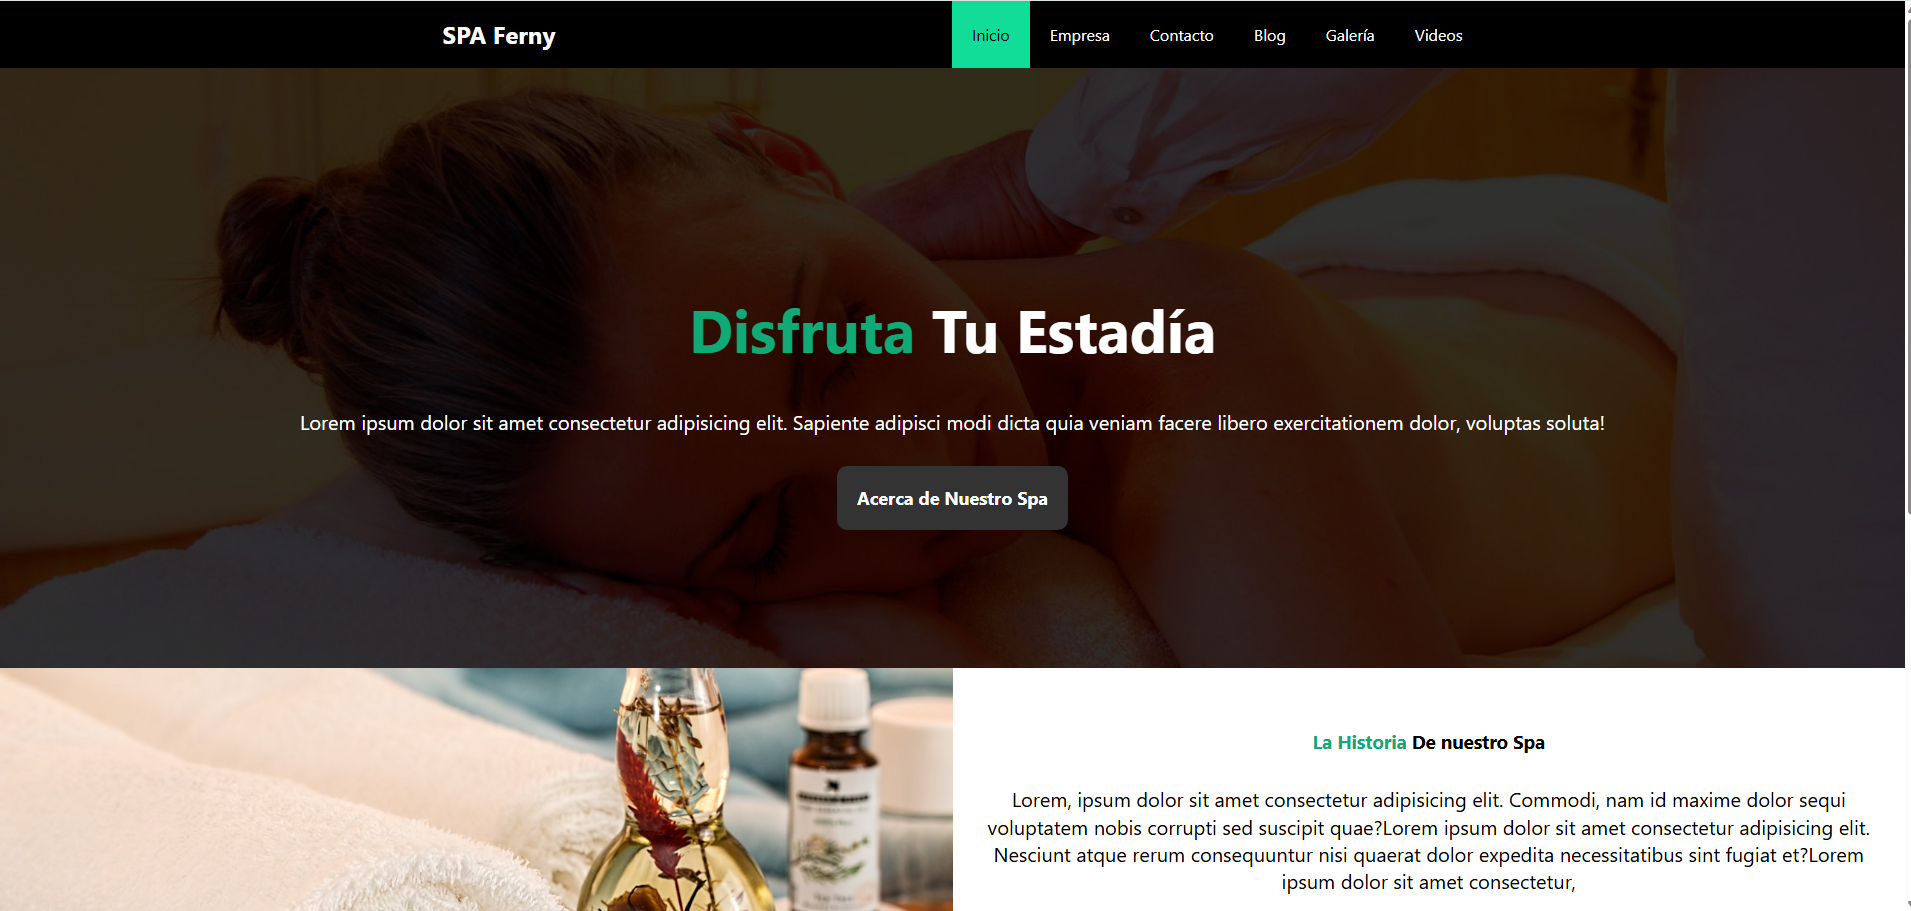 SPA Ferny
Inicio Empresa Contacto Blog Galería Videos
Disfruta Tu Estadía
Lorem ipsum dolor sit amet consectetur adipisicing elit. Sapiente adipisci modi dicta quia veniam facere libero exercitationem dolor, voluptas soluta!
Acerca de Nuestro Spa
La Historia De nuestro Spa
Lorem, ipsum dolor sit amet consectetur adipisicing elit. Commodi, nam id maxime dolor sequi
voluptatem nobis corrupti sed suscipit quae?Lorem ipsum dolor sit amet consectetur adipisicing elit.
Nesciunt atque rerum consequuntur nisi quaerat dolor expedita necessitatibus sint fugiat et?Lorem
ipsum dolor sit amet consectetur,